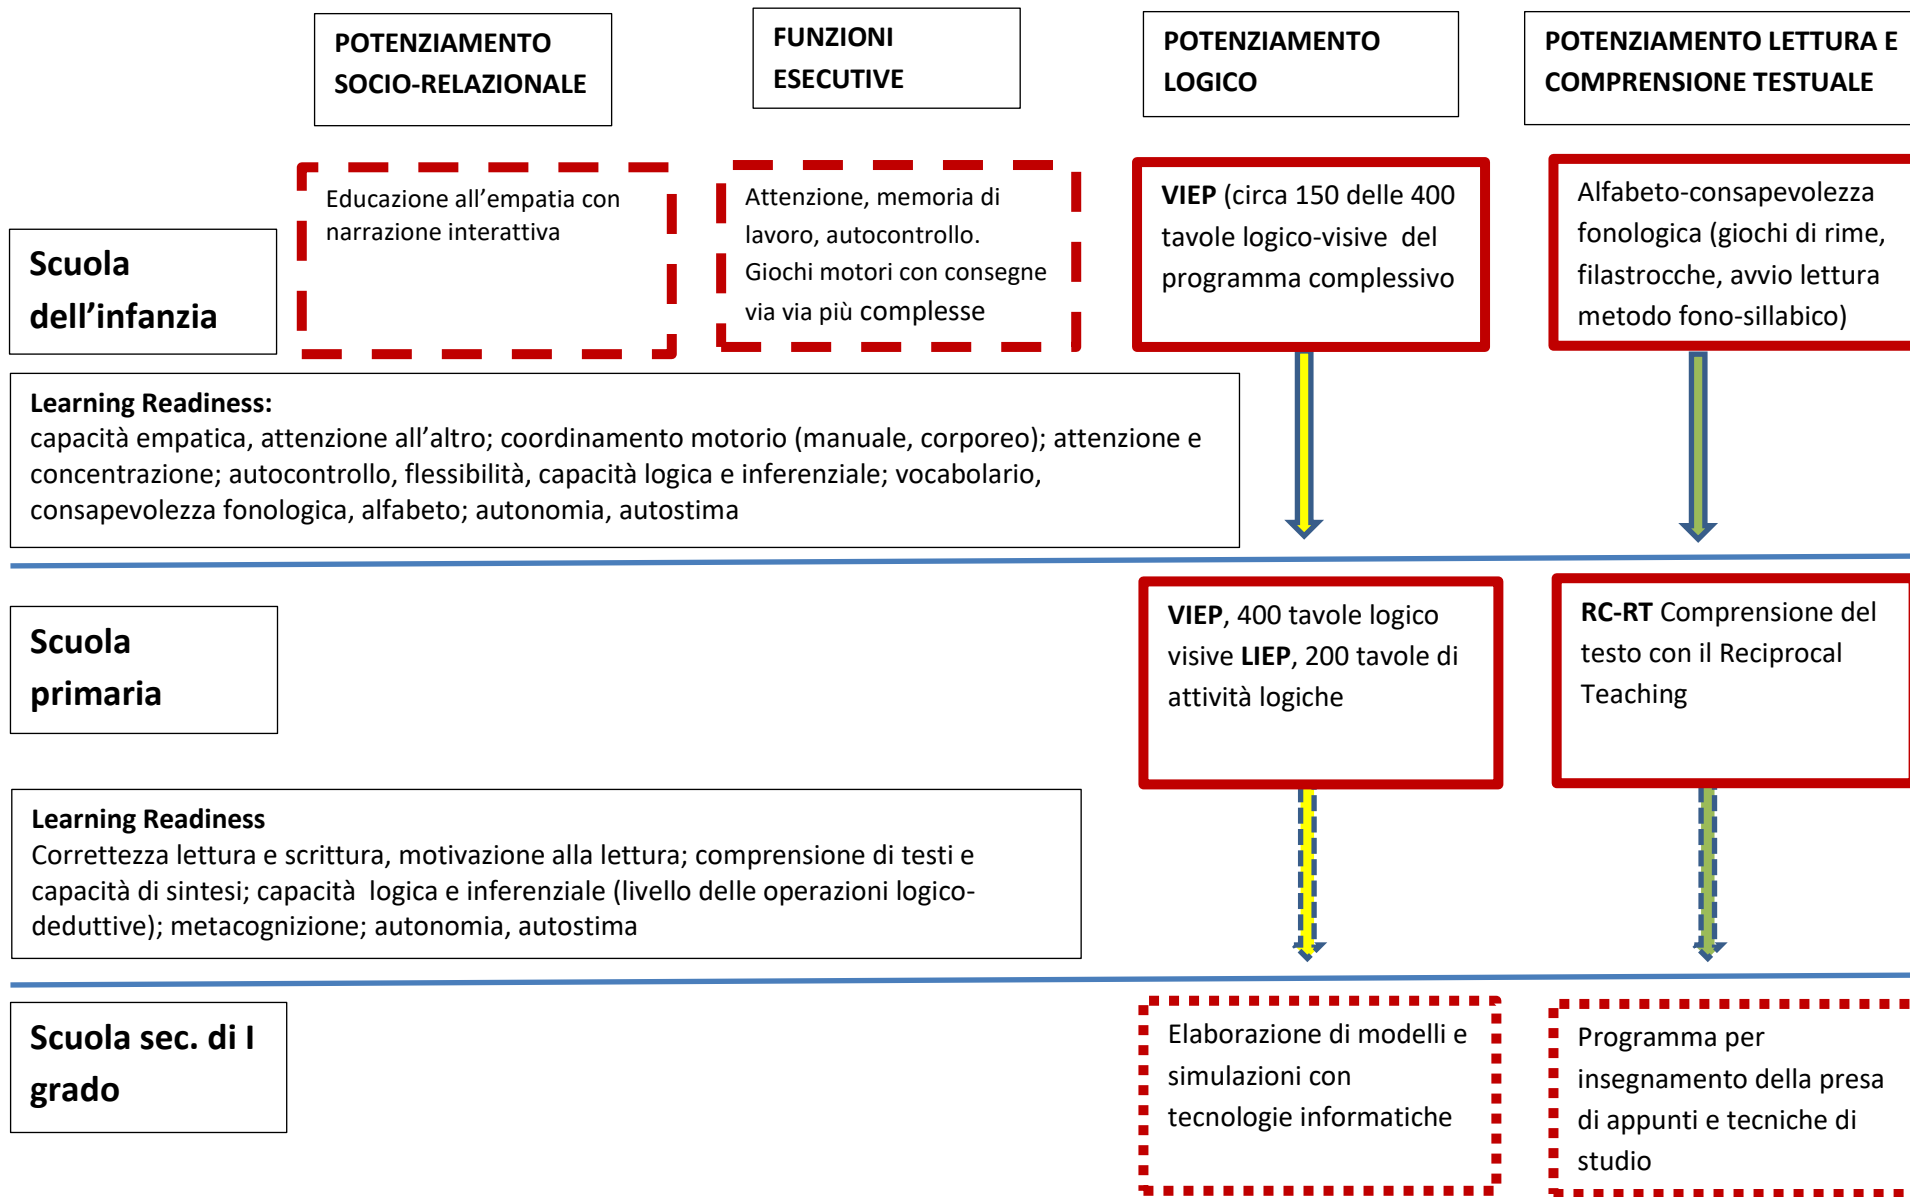 POTENZIAMENTO
SOCIO-RELAZIONALE
FUNZIONI
ESECUTIVE
POTENZIAMENTO
LOGICO
POTENZIAMENTO LETTURA E
COMPRENSIONE TESTUALE
Scuola
dell’infanzia
Educazione all’empatia con
narrazione interattiva
Attenzione, memoria di
lavoro, autocontrollo.
Giochi motori con consegne
via via più complesse
VIEP (circa 150 delle 400
tavole logico-visive del
programma complessivo
Alfabeto-consapevolezza
fonologica (giochi di rime,
filastrocche, avvio lettura
metodo fono-sillabico)
Learning Readiness:
capacità empatica, attenzione all’altro; coordinamento motorio (manuale, corporeo); attenzione e
concentrazione; autocontrollo, flessibilità, capacità logica e inferenziale; vocabolario,
consapevolezza fonologica, alfabeto; autonomia, autostima
Scuola
primaria
VIEP, 400 tavole logico
visive LIEP, 200 tavole di
attività logiche
RC-RT Comprensione del
testo con il Reciprocal
Teaching
Learning Readiness
Correttezza lettura e scrittura, motivazione alla lettura; comprensione di testi e
capacità di sintesi; capacità logica e inferenziale (livello delle operazioni logico-
deduttive); metacognizione; autonomia, autostima
Scuola sec. di I
grado
Elaborazione di modelli e
simulazioni con
tecnologie informatiche
Programma per
insegnamento della presa
di appunti e tecniche di
studio